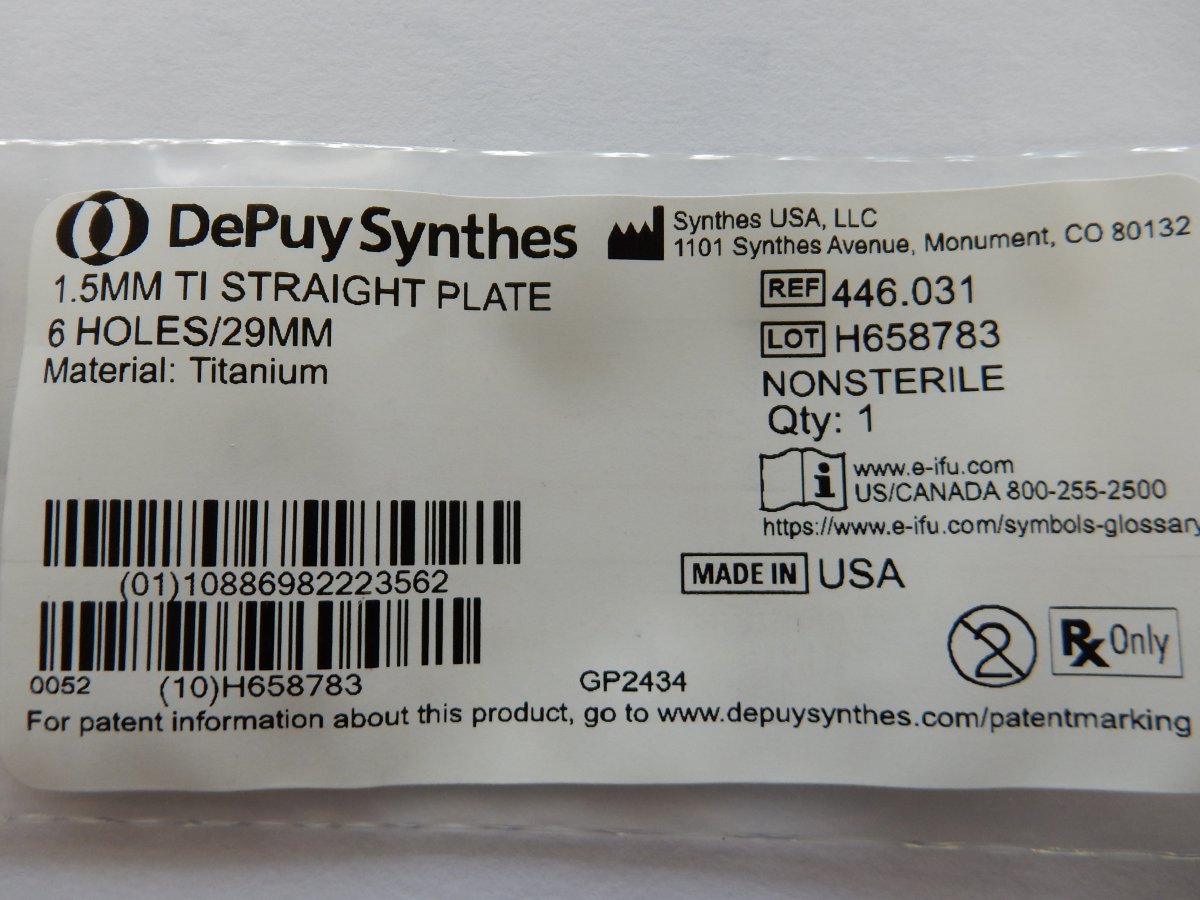 DePuy Synthes
1.5MM TI STRAIGHT PLATE
6 HOLES/29MM
Material: Titanium
Synthes USA, LLC
1101 Synthes Avenue, Monument, CO 80132
REF 446.031
LOT H658783
NONSTERILE
Qty: 1
i www.e-ifu.com
US/CANADA 800-255-2500
https://www.e-ifu.com/symbols-glossary
(01)10886982223562
MADE IN USA
2
Rx Only
0052 (10)H658783
GP2434
For patent information about this product, go to www.depuysynthes.com/patentmarking